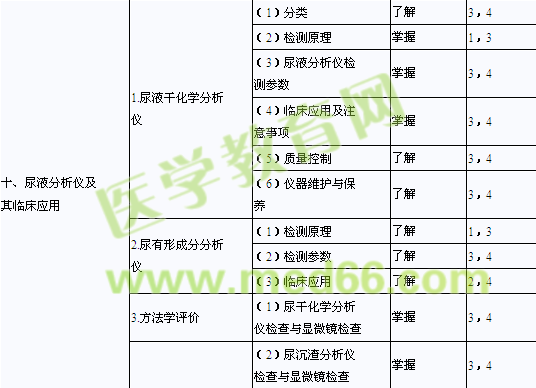 （1）分类 了解 3，4
（2）检测原理 掌握 1，3
（3）尿液分析仪检
测参数 掌握 3，4
1.尿液干化学分析
仪
（4）临床应用及注
意事项 掌握 3，4
（5）质量控制 了解 3，4
十、尿液分析仪及
其临床应用
（6）仪器维护与保
养 了解 3，4
2.尿有形成分分析
仪
（1）检测原理 了解 1，3
（2）检测参数 了解 3，4
（3）临床应用 了解 2，4
3.方法学评价
（1）尿干化学分析
仪检查与显微镜检查 掌握 3，4
（2）尿沉渣分析仪
检查与显微镜检查 掌握 3，4
医学教育网
www.med66.com